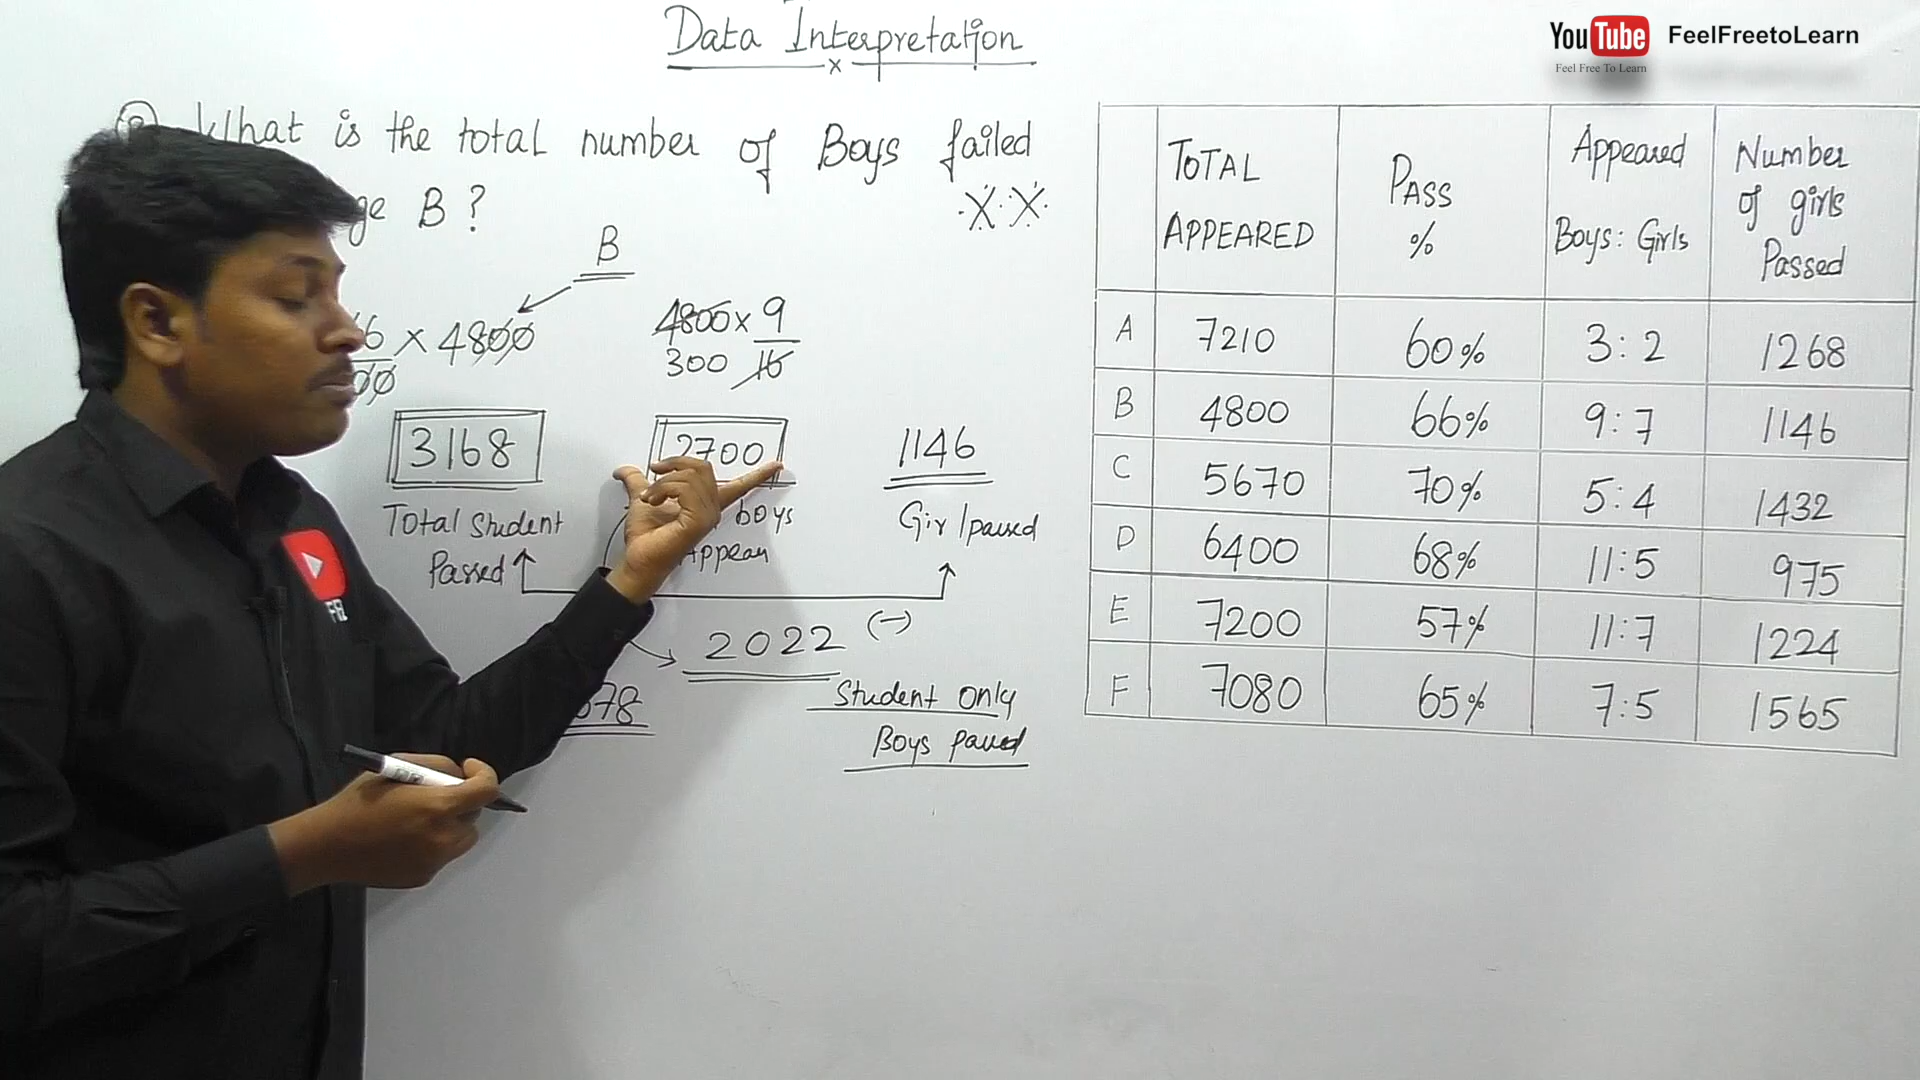 Data Interpretation
x
YouTube FeelFreetoLearn
Feel Free To Learn
What is the total number of Boys failed
B ?
B
6 × 4800
00
4800 × 9
300 16
3168
2700
1146
Total Student
Passed
boys
Appear
Girl passed
2022 (-)
678
Student only
Boys passed
TOTAL APPEARED PASS % Appeared Boys: Girls Number of girls Passed
A 7210 60% 3:2 1268
B 4800 66% 9:7 1146
C 5670 70% 5:4 1432
D 6400 68% 11:5 975
E 7200 57% 11:7 1224
F 7080 65% 7:5 1565